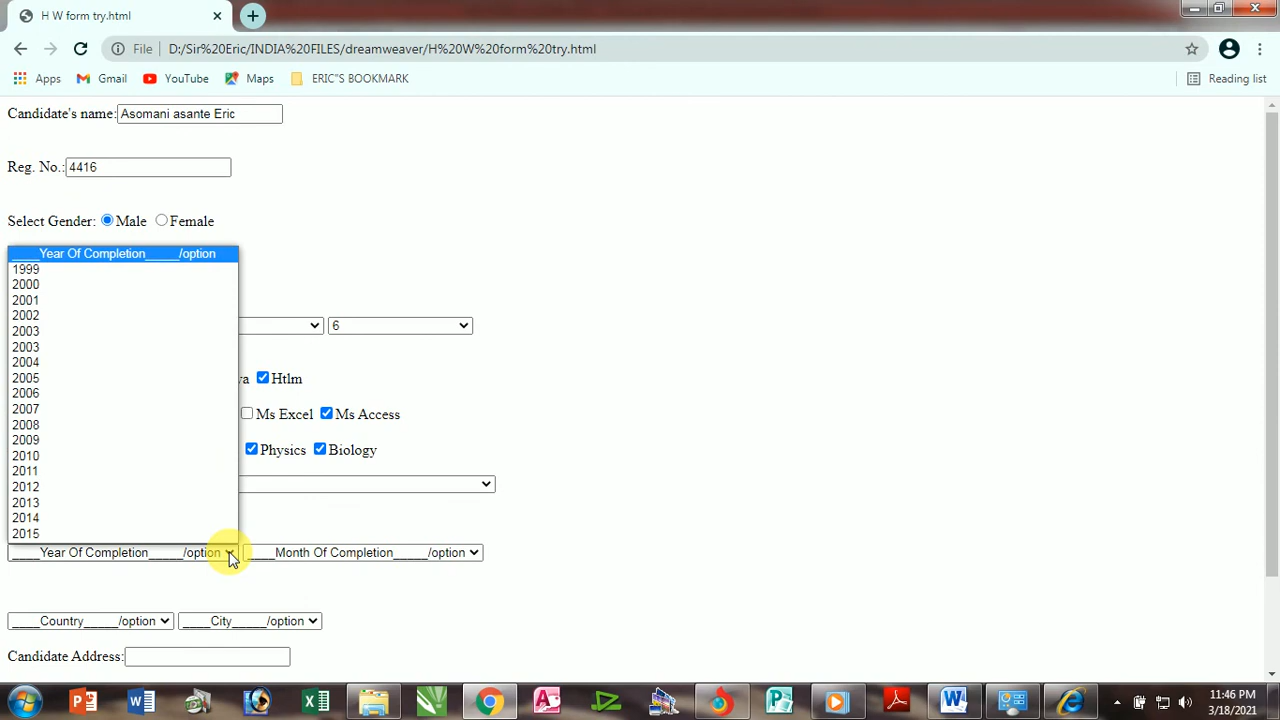 H W form try.html
File D:/Sir%20Eric/INDIA%20FILES/dreamweaver/H%20W%20form%20try.html
Apps Gmail YouTube Maps ERIC"S BOOKMARK Reading list
Candidate's name: Asomani asante Eric
Reg. No.: 4416
Select Gender: Male Female
____Year Of Completion_____/option
1999
2000
2001
2002
2003
2003
2004
2005
2006
2007
2008
2009
2010
2011
2012
2013
2014
2015
6
va Htlm
Ms Excel Ms Access
Physics Biology
____Year Of Completion_____/option ____Month Of Completion_____/option
____Country_____/option ____City_____/option
Candidate Address:
11:46 PM
3/18/2021